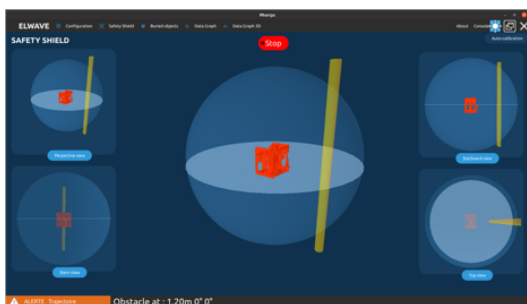 Phorigo
ELWAVE Configuration Safety Shield Buried objects Data Graph Data Graph 3D About
SAFETY SHIELD
Stop
Auto-calibration
Perspective view
Starboard view
Stern view
Top view
ALERTE Trajectoire Obstacle at : 1.20m 0° 0°